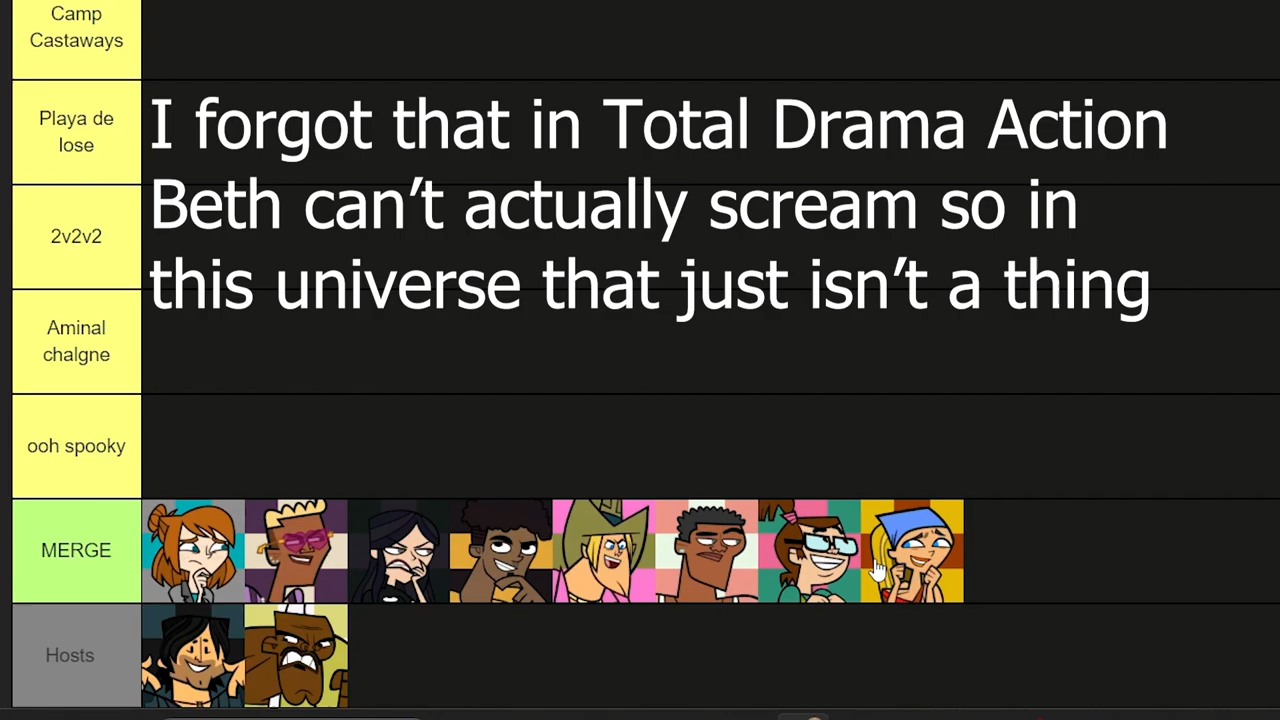 Camp
Castaways
Playa de
lose
I forgot that in Total Drama Action
Beth can’t actually scream so in
this universe that just isn’t a thing
2v2v2
Aminal
chalgne
ooh spooky
MERGE
Hosts